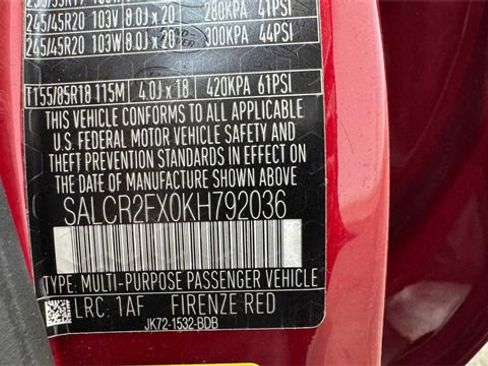 245/45R20 103V 8.0J x 20 280KPA 41PSI
245/45R20 103W 8.0J x 20 300KPA 44PSI
T155/85R18 115M 4.0J x 18 420KPA 61PSI
THIS VEHICLE CONFORMS TO ALL APPLICABLE
U.S. FEDERAL MOTOR VEHICLE SAFETY AND
THEFT PREVENTION STANDARDS IN EFFECT
ON THE DATE OF MANUFACTURE SHOWN ABOVE
SALCR2FX0KH792036
TYPE: MULTI-PURPOSE PASSENGER VEHICLE
LRC: 1AF FIRENZE RED
JK72-1532-BDB